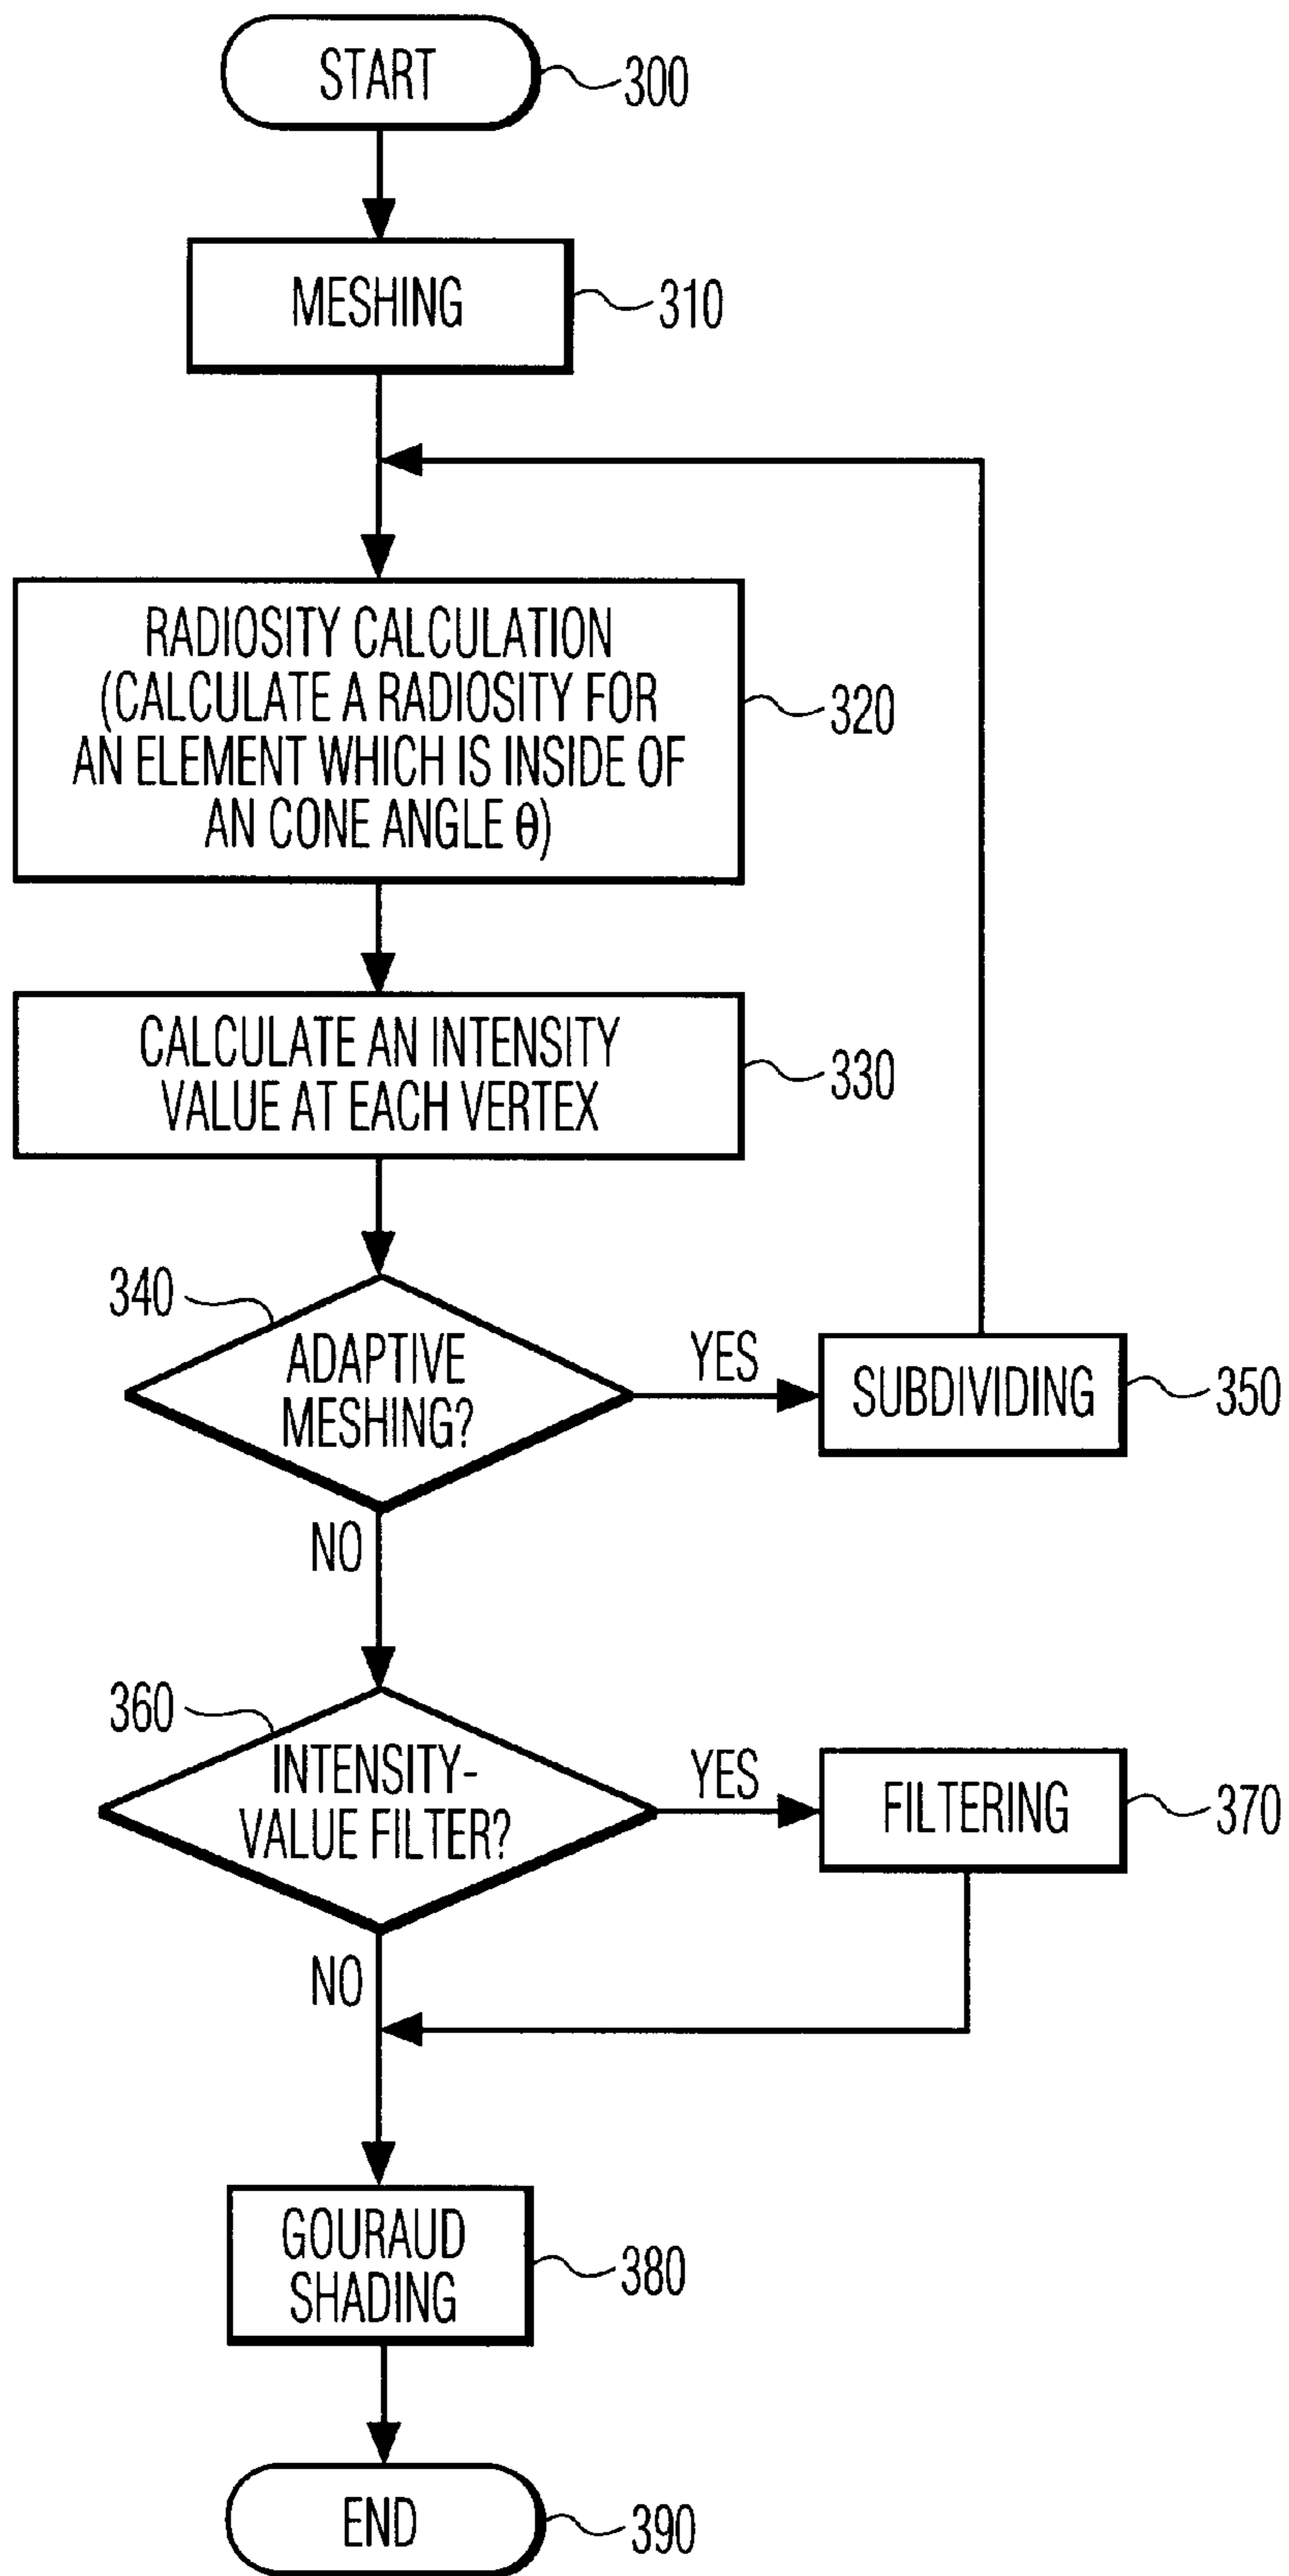 START
300
MESHING
310
RADIOSITY CALCULATION
(CALCULATE A RADIOSITY FOR
AN ELEMENT WHICH IS INSIDE OF
AN CONE ANGLE θ)
320
CALCULATE AN INTENSITY
VALUE AT EACH VERTEX
330
340
ADAPTIVE
MESHING?
YES
SUBDIVIDING
350
NO
360
INTENSITY-
VALUE FILTER?
YES
FILTERING
370
NO
GOURAUD
SHADING
380
END
390